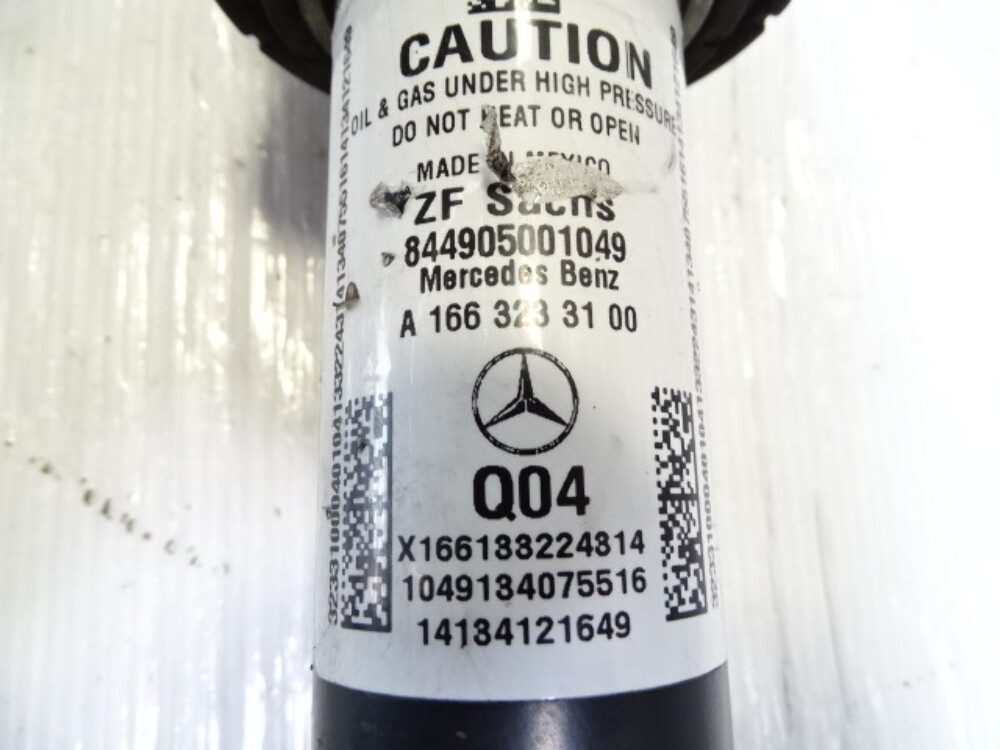 CAUTION
OIL & GAS UNDER HIGH PRESSURE
DO NOT HEAT OR OPEN
MADE IN MEXICO
ZF Sachs
844905001049
Mercedes Benz
A 166 323 31 00
Q04
X166188224814
1049134075516
14134121649